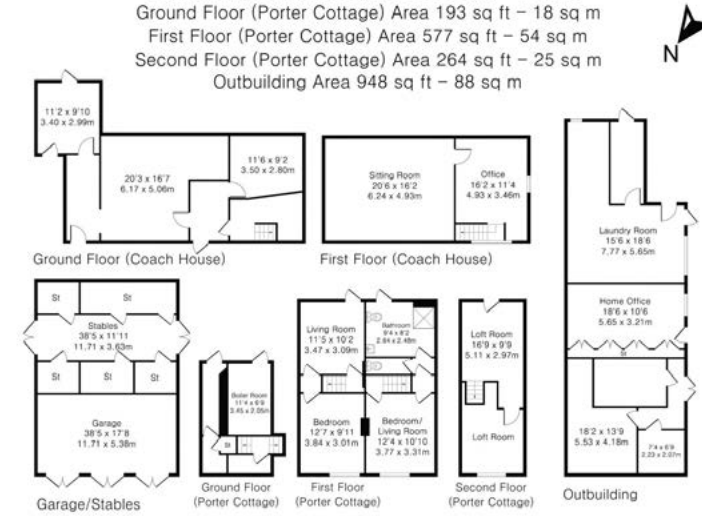 Ground Floor (Porter Cottage) Area 193 sq ft – 18 sq m
First Floor (Porter Cottage) Area 577 sq ft – 54 sq m
Second Floor (Porter Cottage) Area 264 sq ft – 25 sq m
Outbuilding Area 948 sq ft – 88 sq m
N
11'2 x 9'10
3.40 x 2.99m
20'3 x 16'7
6.17 x 5.06m
11'6 x 9'2
3.50 x 2.80m
Ground Floor (Coach House)
Sitting Room
20'6 x 16'2
6.24 x 4.93m
Office
16'2 x 11'4
4.93 x 3.46m
First Floor (Coach House)
Laundry Room
15'6 x 18'6
7.77 x 5.65m
Home Office
18'6 x 10'6
5.65 x 3.21m
St
18'2 x 13'9
5.53 x 4.18m
7'4 x 6'9
2.23 x 2.07m
Outbuilding
St
St
Stables
38'5 x 11'11
11.71 x 3.63m
St
St
St
Garage
38'5 x 17'8
11.71 x 5.38m
Garage/Stables
Boiler Room
11'4 x 6'9
3.45 x 2.05m
St
Ground Floor
(Porter Cottage)
Living Room
11'5 x 10'2
3.47 x 3.09m
Bathroom
9'4 x 8'2
2.84 x 2.48m
Bedroom
12'7 x 9'11
3.84 x 3.01m
Bedroom/
Living Room
12'4 x 10'10
3.77 x 3.31m
First Floor
(Porter Cottage)
Loft Room
16'9 x 9'9
5.11 x 2.97m
Loft Room
Second Floor
(Porter Cottage)